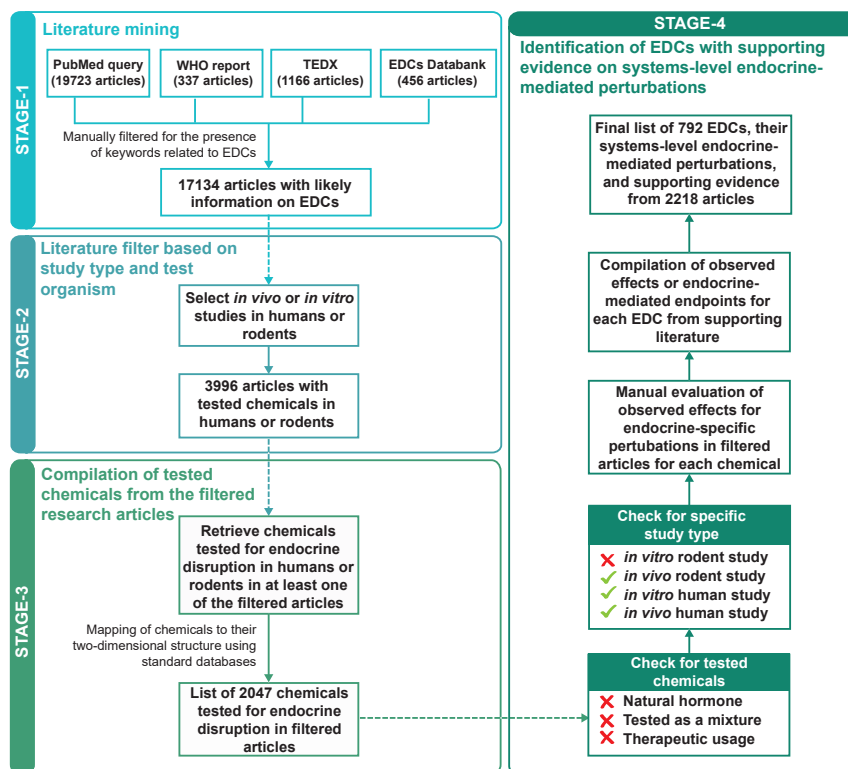 STAGE-1
Literature mining
PubMed query
(19723 articles)
WHO report
(337 articles)
TEDX
(1166 articles)
EDCs Databank
(456 articles)
Manually filtered for the presence
of keywords related to EDCs
17134 articles with likely
information on EDCs
STAGE-2
Literature filter based on
study type and test
organism
Select in vivo or in vitro
studies in humans or
rodents
3996 articles with
tested chemicals in
humans or rodents
STAGE-3
Compilation of tested
chemicals from the filtered
research articles
Retrieve chemicals
tested for endocrine
disruption in humans or
rodents in at least one
of the filtered articles
Mapping of chemicals to their
two-dimensional structure using
standard databases
List of 2047 chemicals
tested for endocrine
disruption in filtered
articles
STAGE-4
Identification of EDCs with supporting
evidence on systems-level endocrine-
mediated perturbations
Final list of 792 EDCs, their
systems-level endocrine-
mediated perturbations,
and supporting evidence
from 2218 articles
Compilation of observed
effects or endocrine-
mediated endpoints for
each EDC from supporting
literature
Manual evaluation of
observed effects for
endocrine-specific
pertubations in filtered
articles for each chemical
Check for specific
study type
in vitro rodent study
in vivo rodent study
in vitro human study
in vivo human study
Check for tested
chemicals
Natural hormone
Tested as a mixture
Therapeutic usage